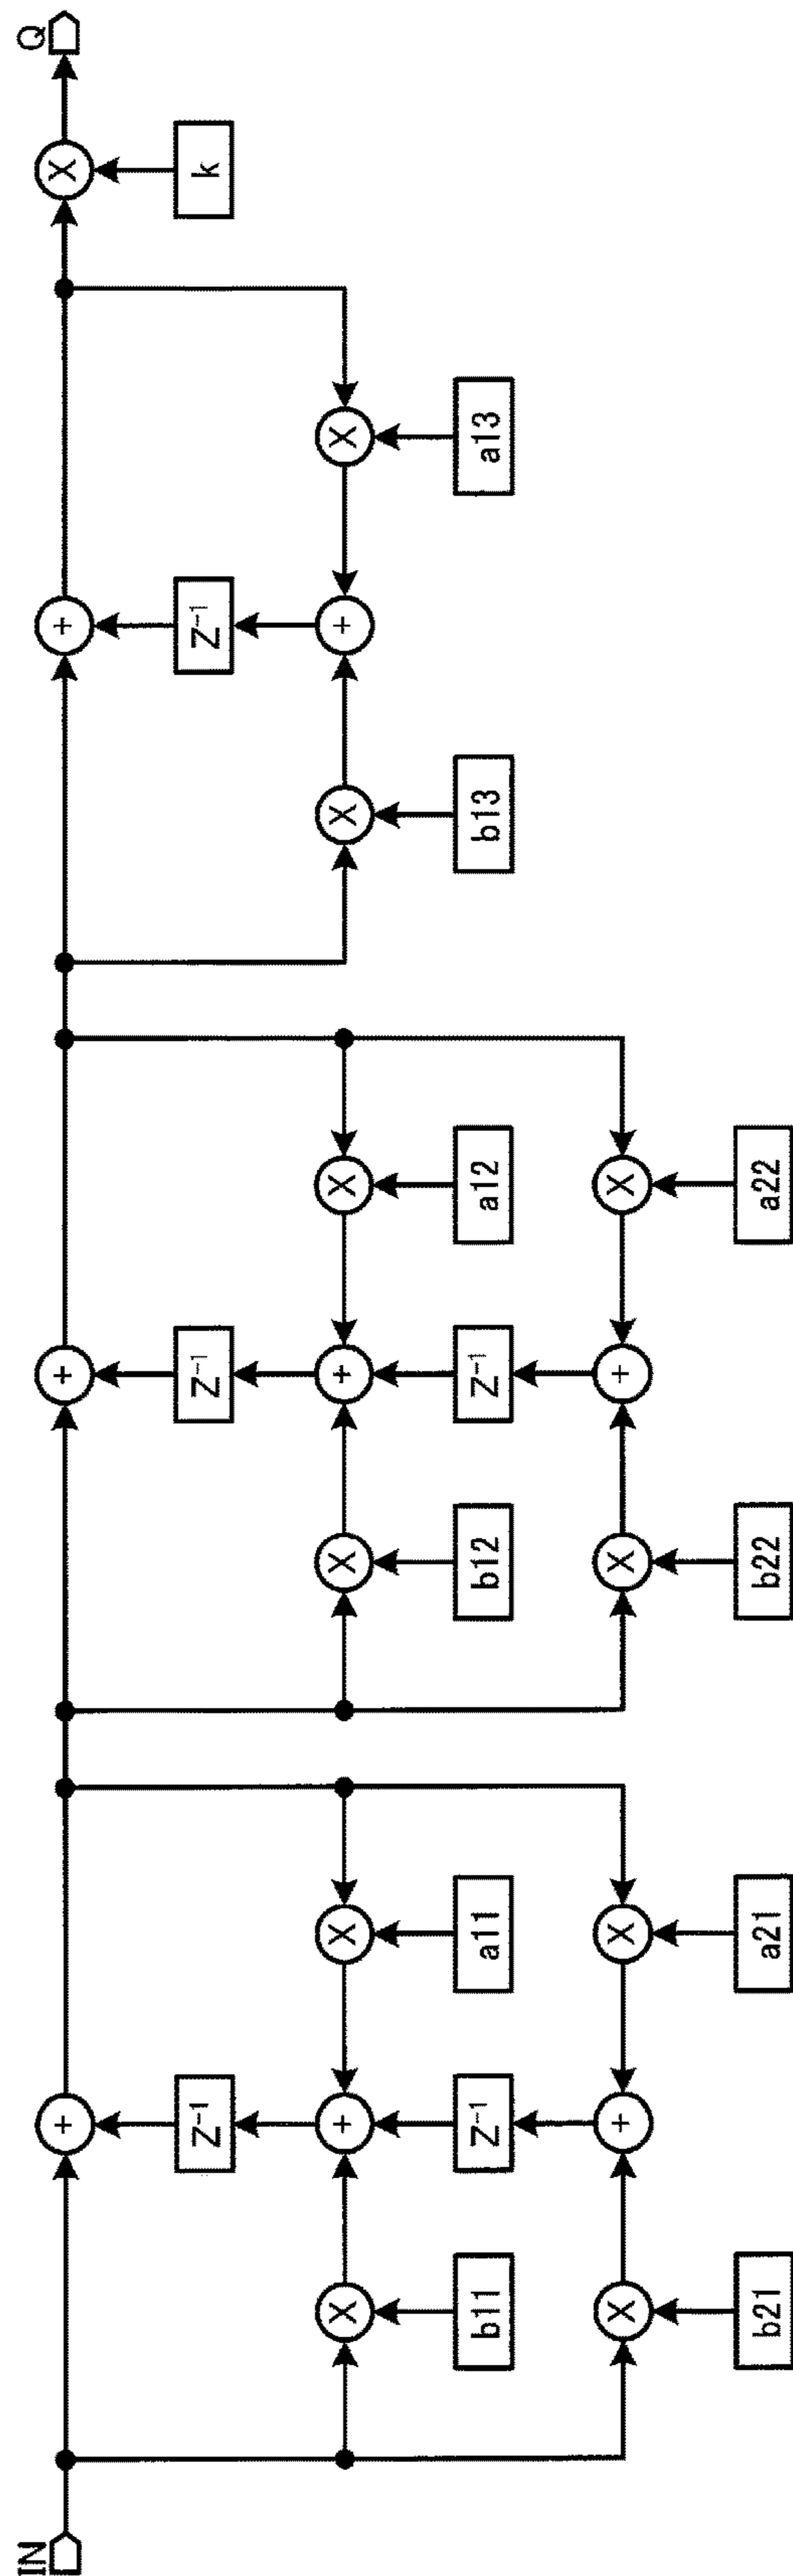 IN
Q
+
+
+
X
k
Z⁻¹
Z⁻¹
Z⁻¹
X
+
X
X
+
X
X
+
X
b11
Z⁻¹
a11
b12
Z⁻¹
a12
b13
a13
X
+
X
X
+
X
b21
a21
b22
a22